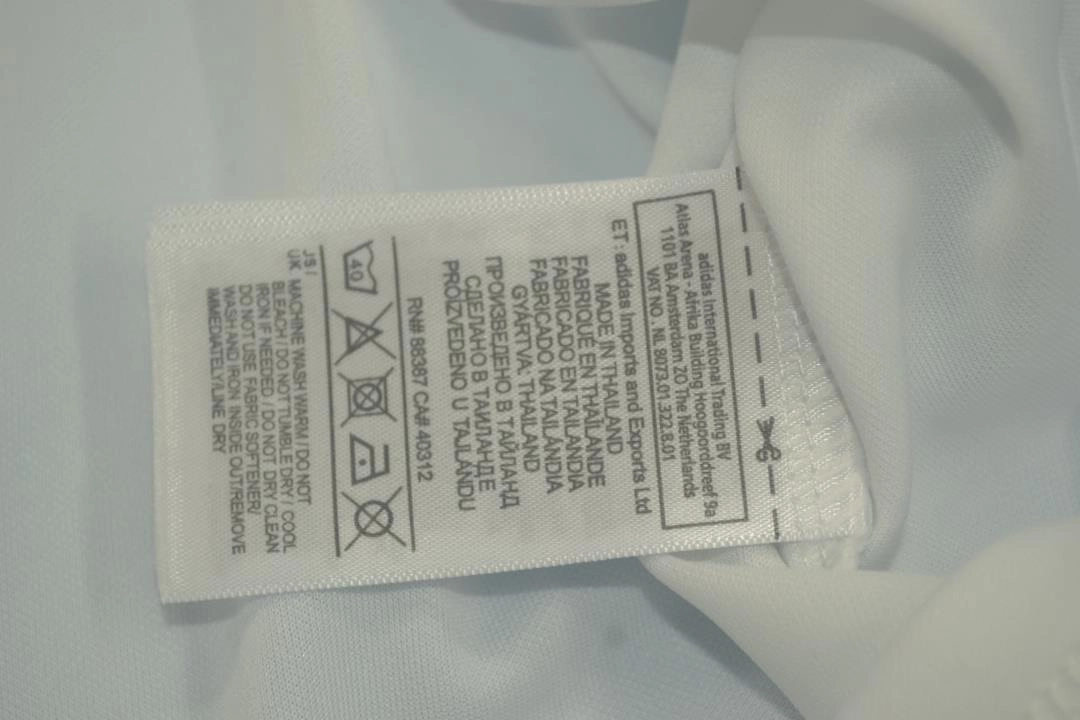 adidas International Trading BV
Atlas Arena - Afrika Building Hoogoorddreef 9a
1101 BA Amsterdam ZO The Netherlands
VAT NO. NL 8073.01.322.B.01
ET : adidas Imports and Exports Ltd
MADE IN THAILAND
FABRIQUÉ EN THAÏLANDE
FABRICADO EN TAILANDIA
FABRICADO NA TAILÂNDIA
GYÁRTVA: THAILAND
ПРОИЗВЕДЕНО В ТАЙЛАНД
СДЕЛАНО В ТАИЛАНДЕ
PROIZVEDENO U TAJLANDU
RN# 88387 CA# 40312
40
UK MACHINE WASH WARM / DO NOT
BLEACH / DO NOT TUMBLE DRY / COOL
IRON IF NEEDED / DO NOT DRY CLEAN
DO NOT USE FABRIC SOFTENER/
WASH AND IRON INSIDE OUT/REMOVE
IMMEDIATELY/LINE DRY